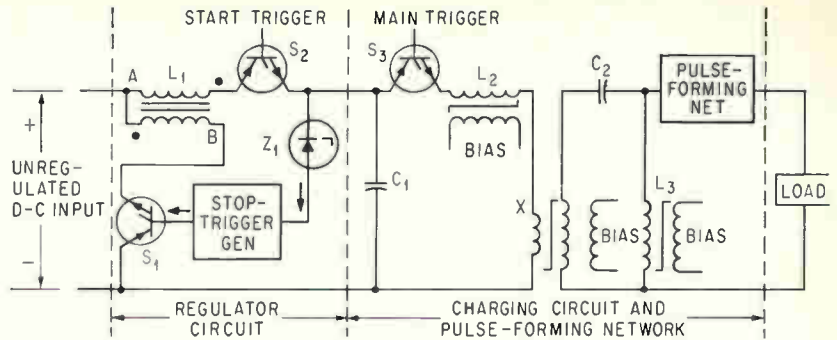 START TRIGGER
MAIN TRIGGER
A
L1
S2
S3
L2
C2
PULSE-
FORMING
NET
+
B
Z1
C1
BIAS
UNREG-
ULATED
D-C INPUT
STOP-
TRIGGER
GEN
X
L3
LOAD
BIAS
BIAS
−
S1
REGULATOR
CIRCUIT
CHARGING CIRCUIT AND
PULSE-FORMING NETWORK